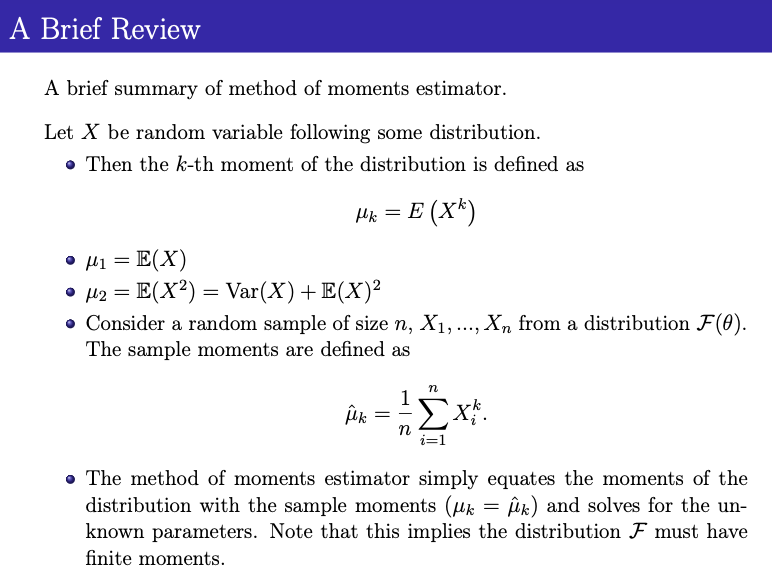 A Brief Review
A brief summary of method of moments estimator.
Let X be random variable following some distribution.
• Then the k-th moment of the distribution is defined as
μ_k = E (X^k)
• μ_1 = 𝔼(X)
• μ_2 = 𝔼(X^2) = Var(X) + 𝔼(X)^2
• Consider a random sample of size n, X_1, ..., X_n from a distribution ℱ(θ).
The sample moments are defined as
μ̂_k = \frac{1}{n} \sum_{i=1}^{n} X_i^k.
• The method of moments estimator simply equates the moments of the
distribution with the sample moments (μ_k = μ̂_k) and solves for the un-
known parameters. Note that this implies the distribution ℱ must have
finite moments.